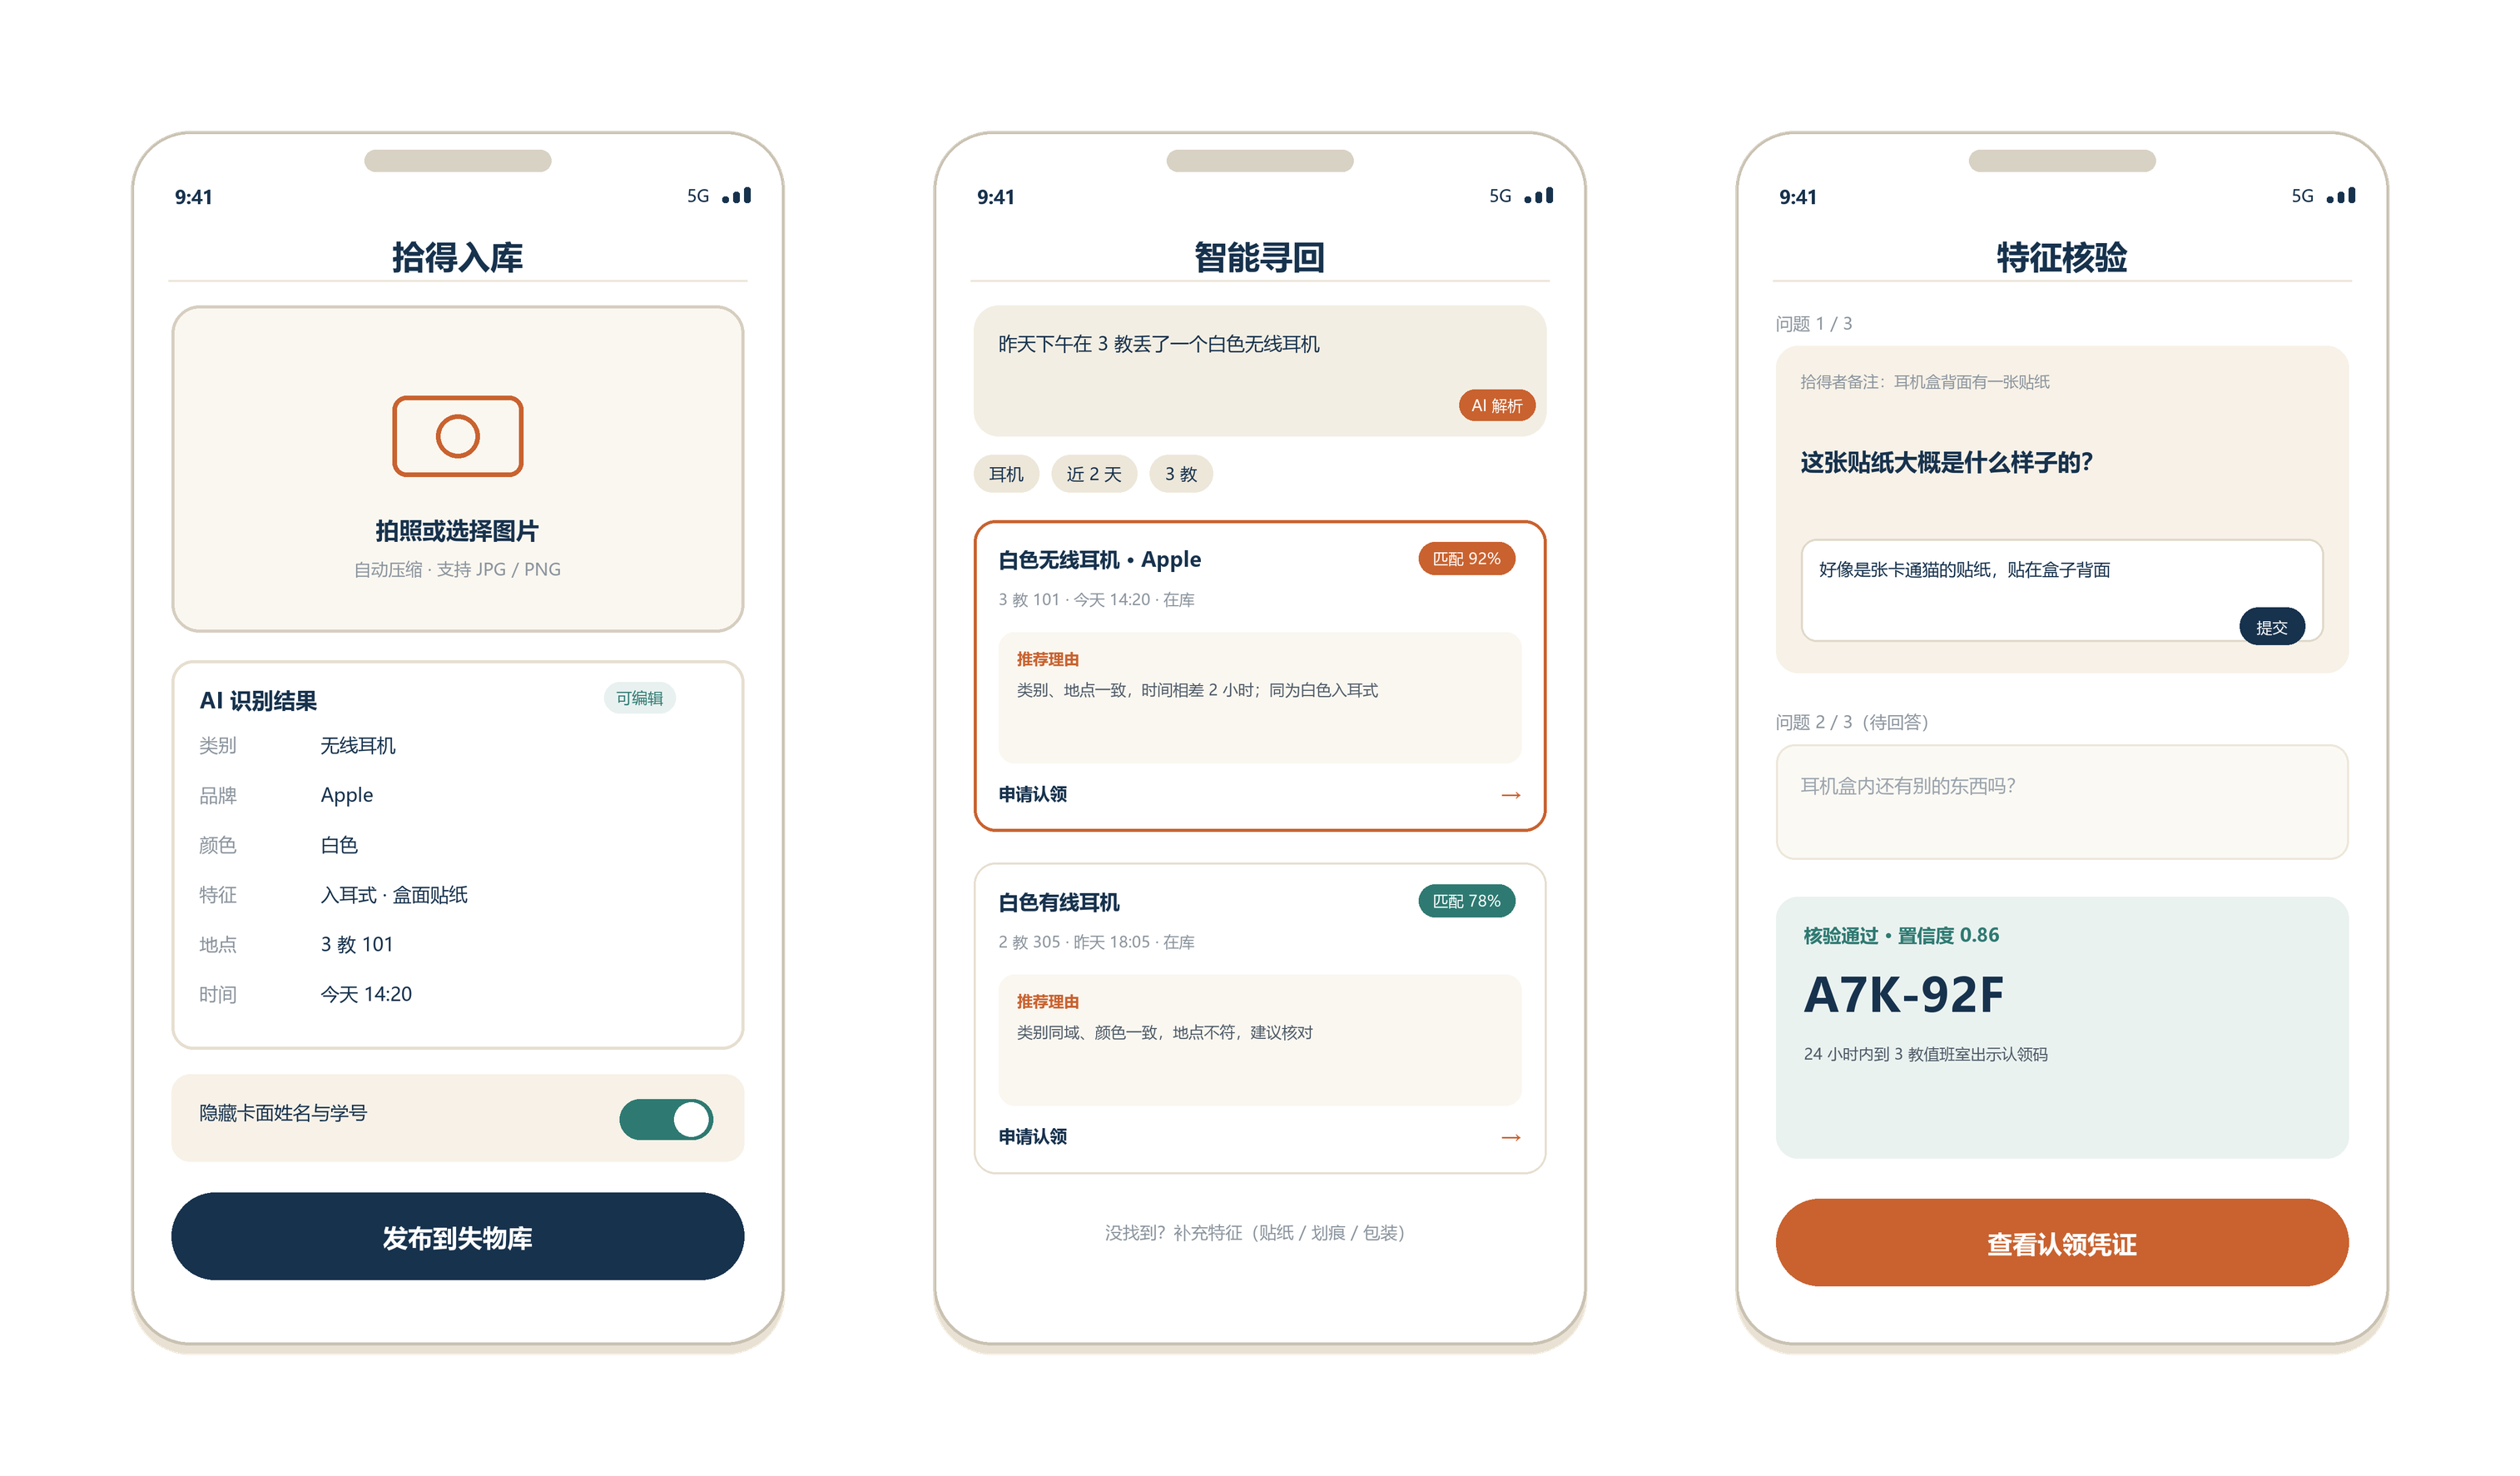 9:41
5G
拾得入库
拍照或选择图片
自动压缩 · 支持 JPG / PNG
AI 识别结果
可编辑
类别 无线耳机
品牌 Apple
颜色 白色
特征 入耳式 · 盒面贴纸
地点 3 教 101
时间 今天 14:20
隐藏卡面姓名与学号
发布到失物库
9:41
5G
智能寻回
昨天下午在 3 教丢了一个白色无线耳机
AI 解析
耳机 近 2 天 3 教
白色无线耳机 • Apple
匹配 92%
3 教 101 · 今天 14:20 · 在库
推荐理由
类别、地点一致，时间相差 2 小时；同为白色入耳式
申请认领 →
白色有线耳机
匹配 78%
2 教 305 · 昨天 18:05 · 在库
推荐理由
类别同域、颜色一致，地点不符，建议核对
申请认领 →
没找到？补充特征（贴纸 / 划痕 / 包装）
9:41
5G
特征核验
问题 1 / 3
拾得者备注：耳机盒背面有一张贴纸
这张贴纸大概是什么样子的？
好像是张卡通猫的贴纸，贴在盒子背面
提交
问题 2 / 3（待回答）
耳机盒内还有别的东西吗？
核验通过 • 置信度 0.86
A7K-92F
24 小时内到 3 教值班室出示认领码
查看认领凭证